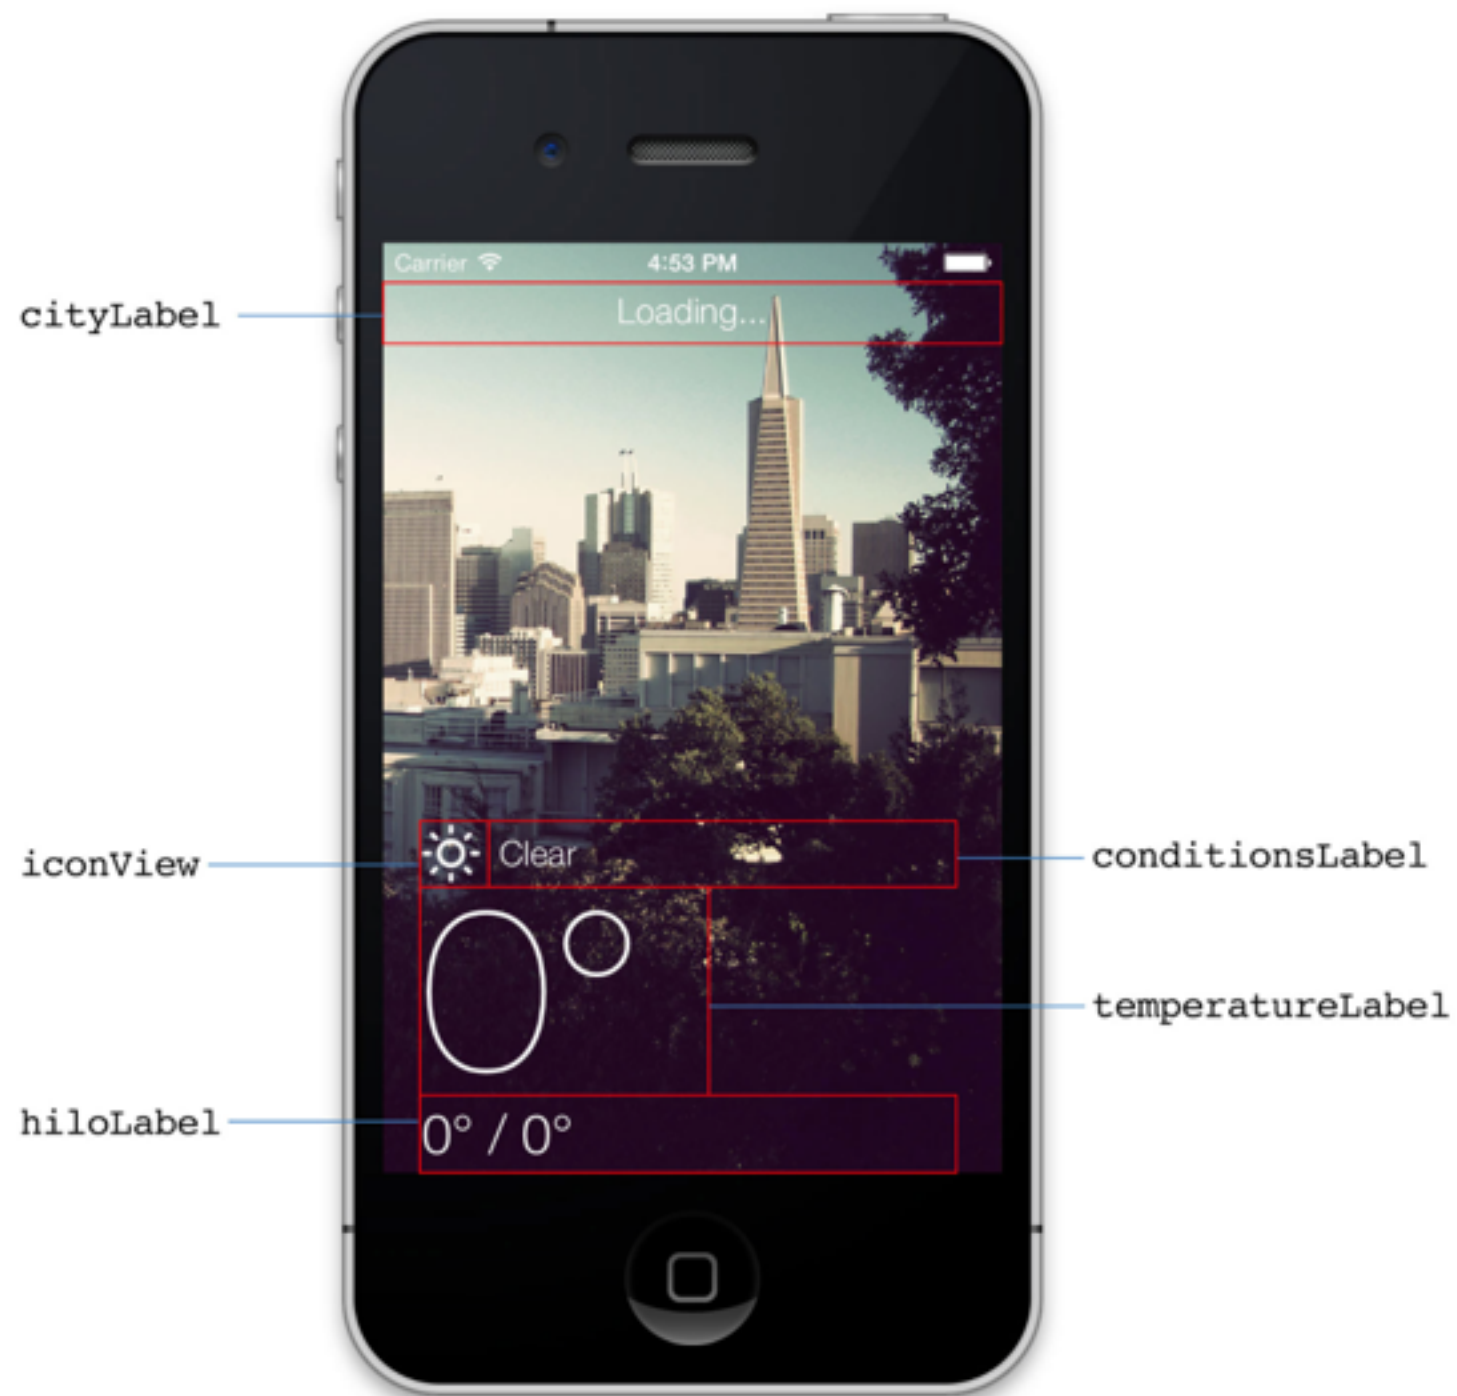 Carrier 4:53 PM
cityLabel
Loading...
iconView
Clear
conditionsLabel
0°
temperatureLabel
hiloLabel
0° / 0°